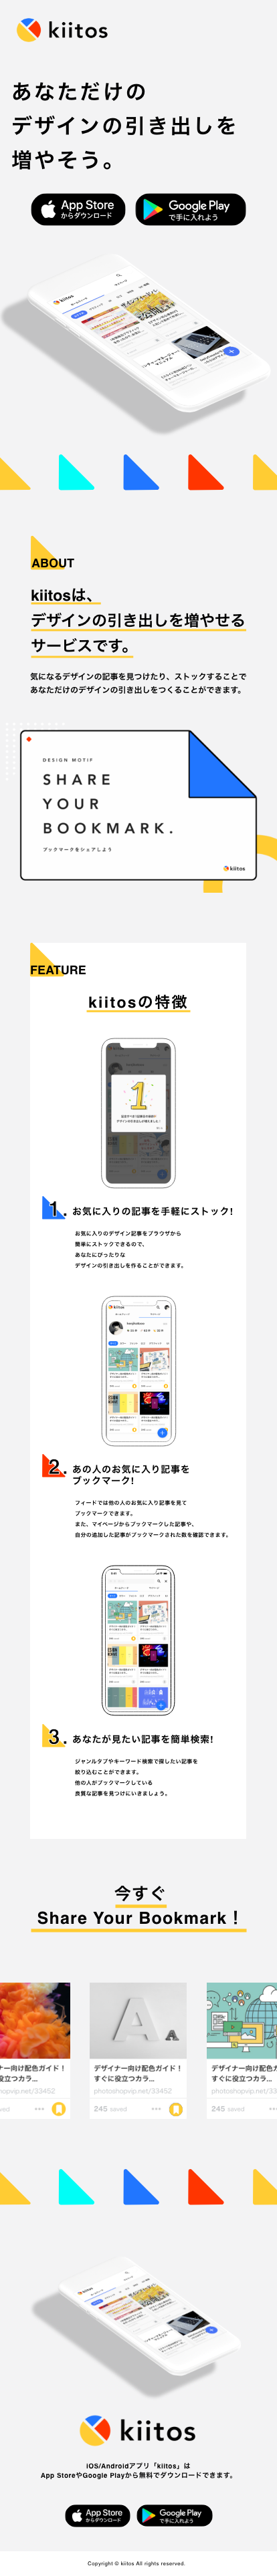 kiitos
あなただけの
デザインの引き出しを
増やそう。
App Store
からダウンロード
Google Play
で手に入れよう
kiitos
ABOUT
kiitosは、
デザインの引き出しを増やせる
サービスです。
気になるデザインの記事を見つけたり、ストックすることで
あなただけのデザインの引き出しをつくることができます。
DESIGN MOTIF
SHARE
YOUR
BOOKMARK.
ブックマークをシェアしよう
kiitos
FEATURE
kiitosの特徴
1
1. お気に入りの記事を手軽にストック!
お気に入りのデザイン記事をブラウザから
簡単にストックできるので、
あなたにぴったりな
デザインの引き出しを作ることができます。
kiitos
2. あの人のお気に入り記事を
ブックマーク!
フィードでは他の人のお気に入り記事を見て
ブックマークできます。
また、マイページからブックマークした記事や、
自分の追加した記事がブックマークされた数を確認できます。
3. あなたが見たい記事を簡単検索!
ジャンルタブやキーワード検索で探したい記事を
絞り込むことができます。
他の人がブックマークしている
良質な記事を見つけにいきましょう。
今すぐ
Share Your Bookmark！
ナー向け配色ガイド！
役立つカラ...
hopvip.net/33452
ved
A
A
デザイナー向け配色ガイド！
すぐに役立つカラ...
photoshopvip.net/33452
245 saved
デザイナー向け配色ガ
すぐに役立つカラ...
photoshopvip.net/33
245 saved
kiitos
kiitos
iOS/Androidアプリ「kiitos」は
App StoreやGoogle Playから無料でダウンロードできます。
App Store
からダウンロード
Google Play
で手に入れよう
Copyright © kiitos All rights reserved.